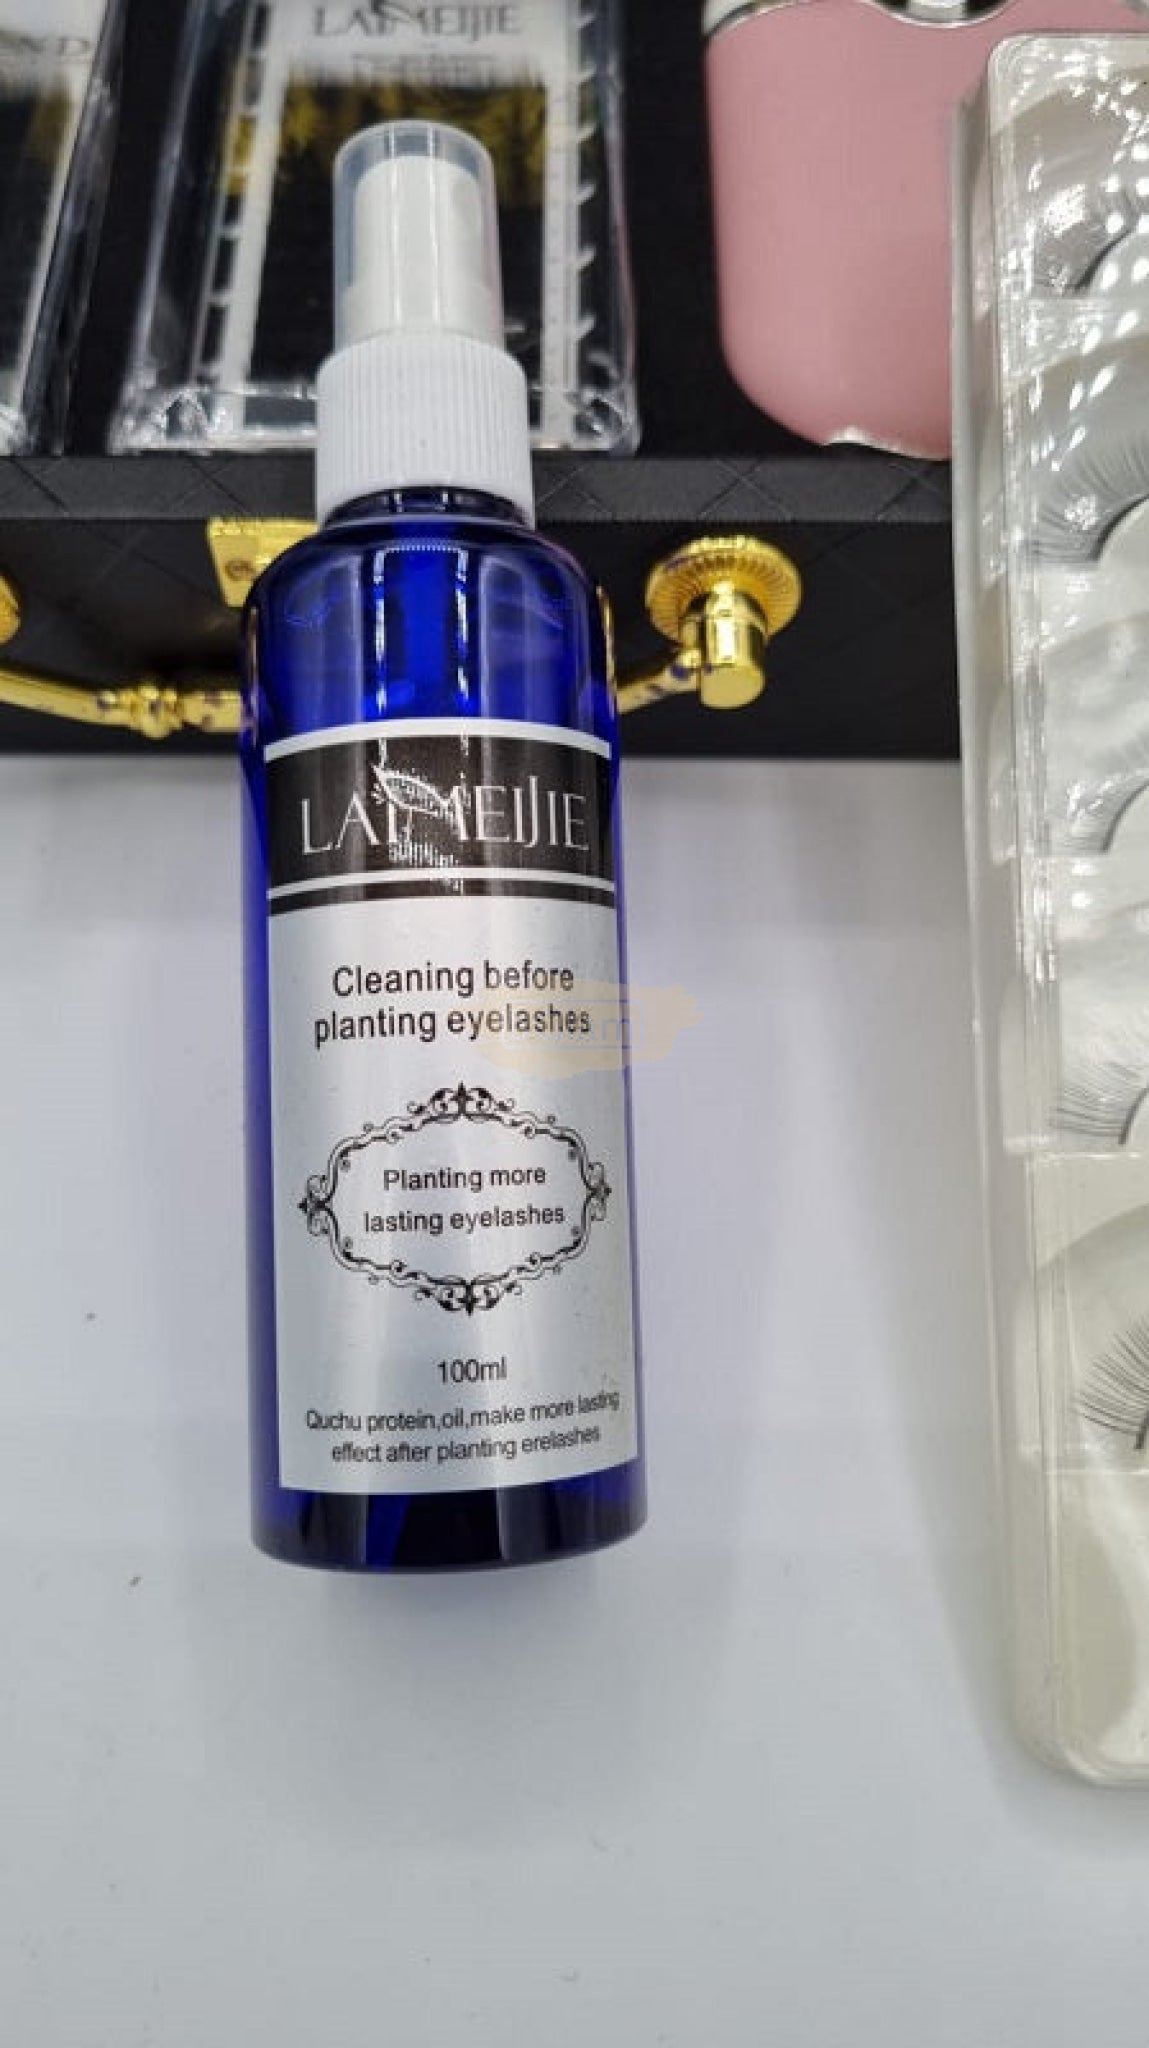 LAIMEIJIE
LAIMEIJIE
Cleaning before
planting eyelashes
Planting more
lasting eyelashes
100ml
Quchu protein,oil,make more lasting
effect after planting erelashes